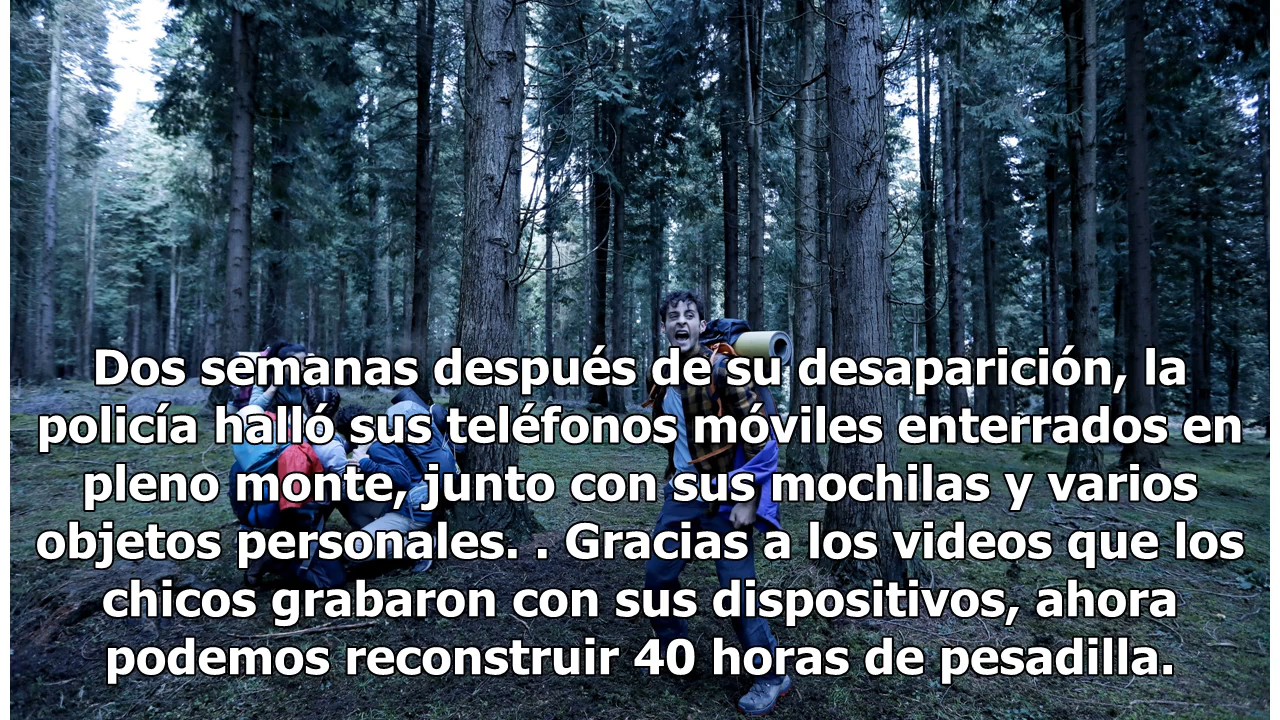 Dos semanas después de su desaparición, la
policía halló sus teléfonos móviles enterrados en
pleno monte, junto con sus mochilas y varios
objetos personales. . Gracias a los videos que los
chicos grabaron con sus dispositivos, ahora
podemos reconstruir 40 horas de pesadilla.